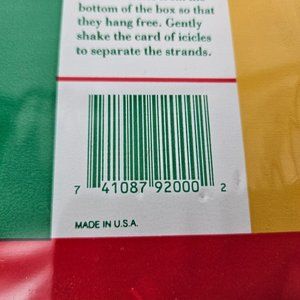 bottom of the box so that
they hang free. Gently
shake the card of icicles
to separate the strands.
7 41087 92000 2
MADE IN U.S.A.